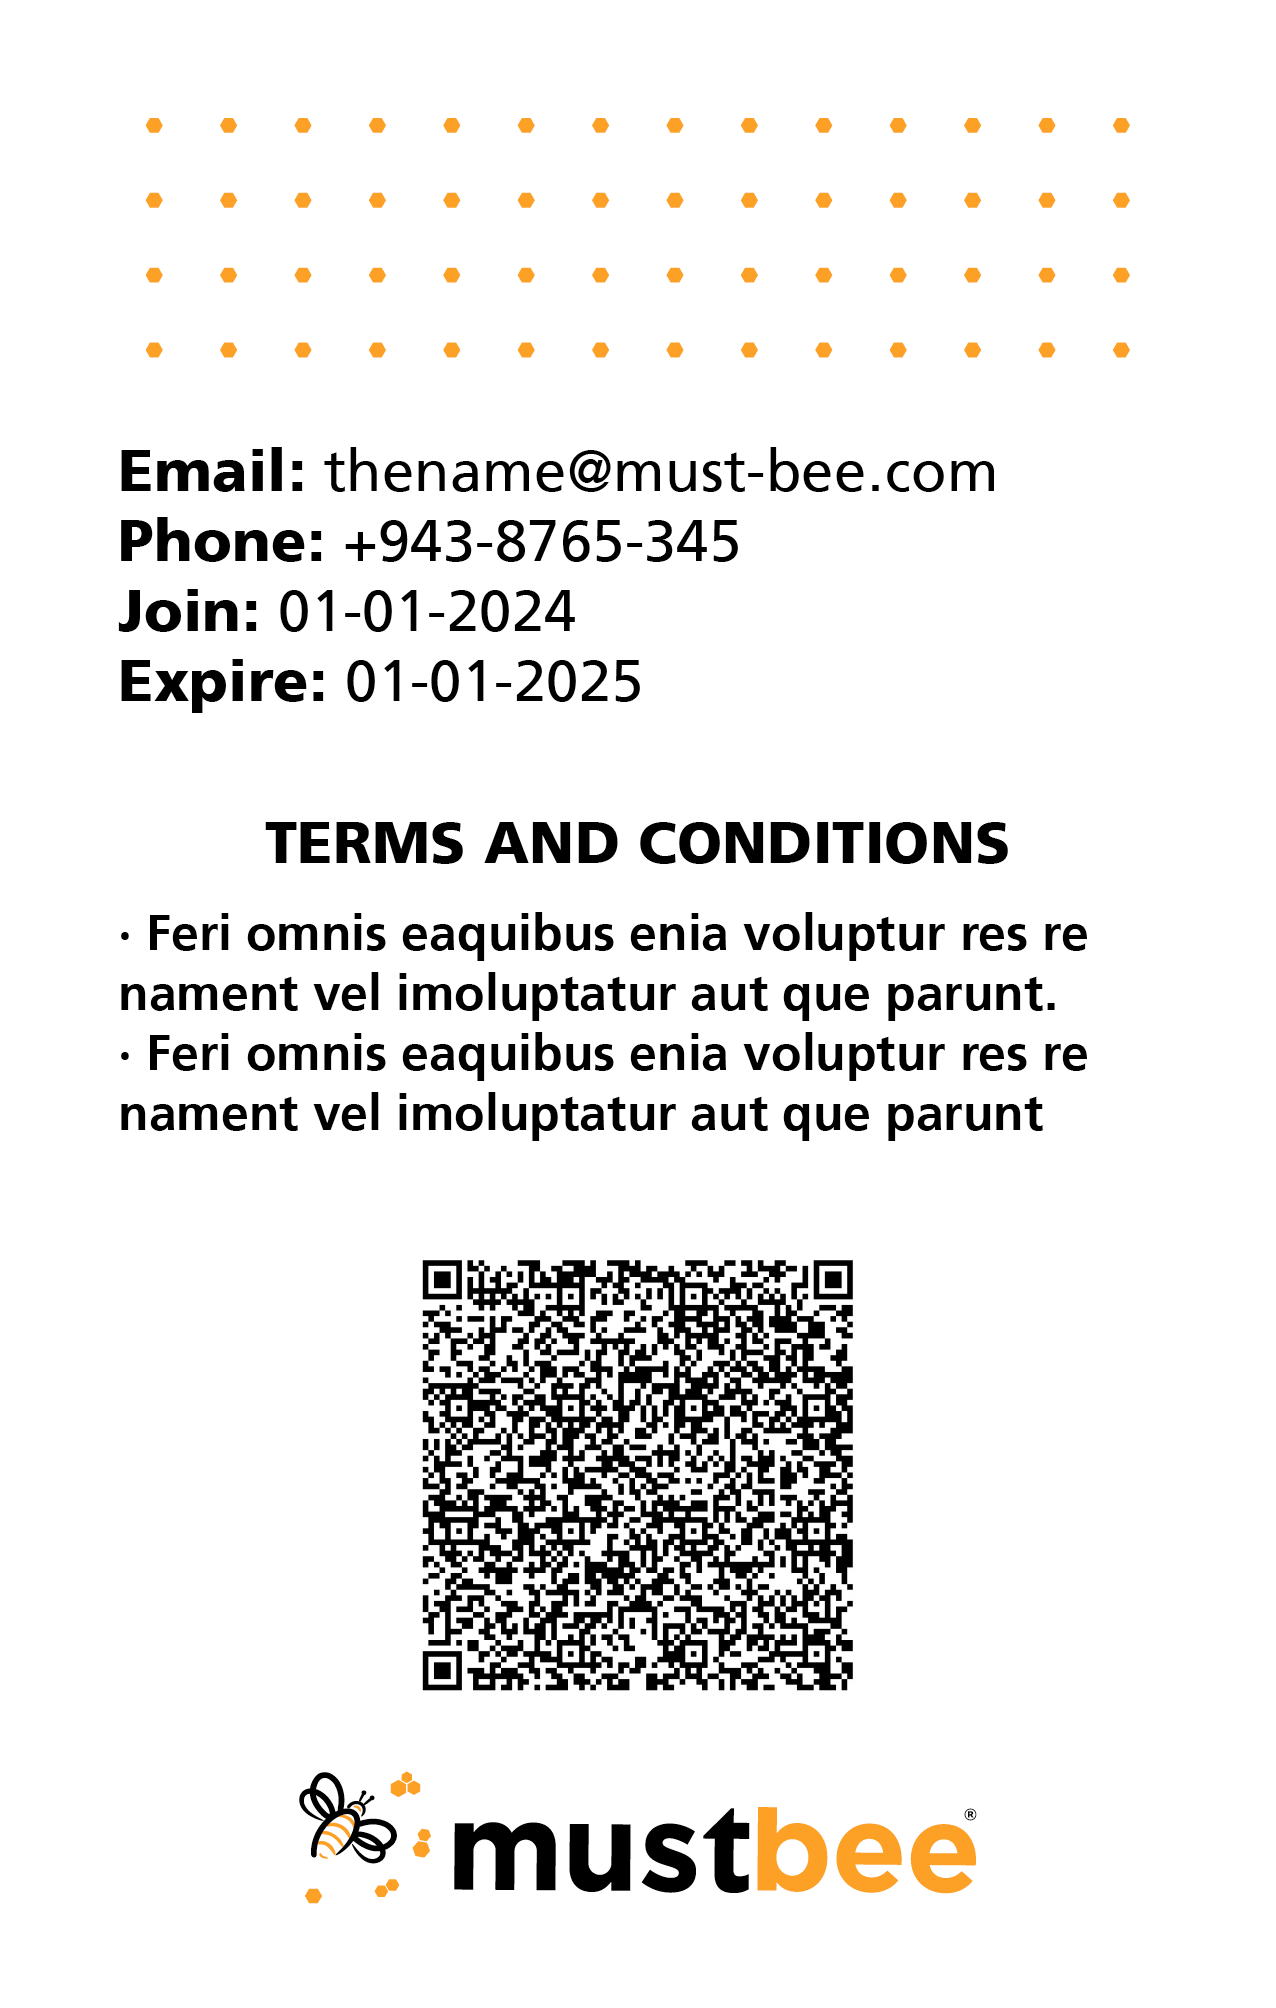 Email: thename@must-bee.com
Phone: +943-8765-345
Join: 01-01-2024
Expire: 01-01-2025
TERMS AND CONDITIONS
· Feri omnis eaquibus enia voluptur res re
nament vel imoluptatur aut que parunt.
· Feri omnis eaquibus enia voluptur res re
nament vel imoluptatur aut que parunt
mustbee®